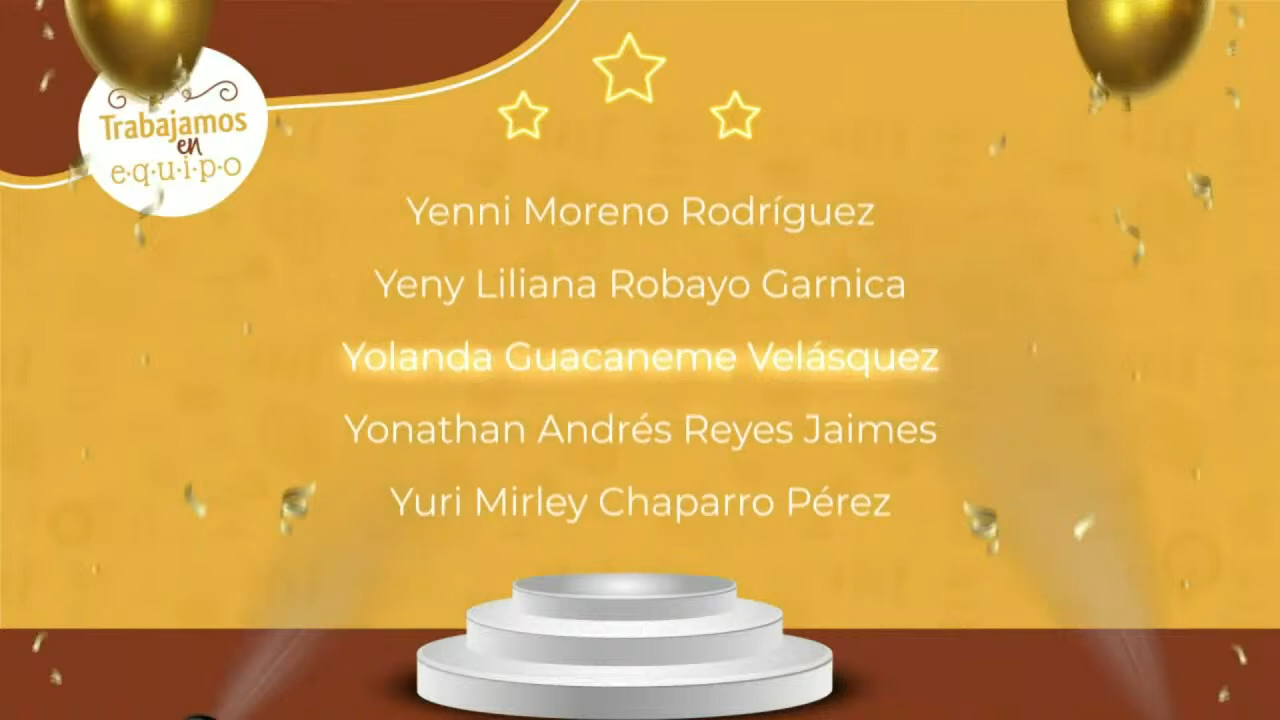 Trabajamos
en
e·q·u·i·p·o
Yenni Moreno Rodríguez
Yeny Liliana Robayo Garnica
Yolanda Guacaneme Velásquez
Yonathan Andrés Reyes Jaimes
Yuri Mirley Chaparro Pérez